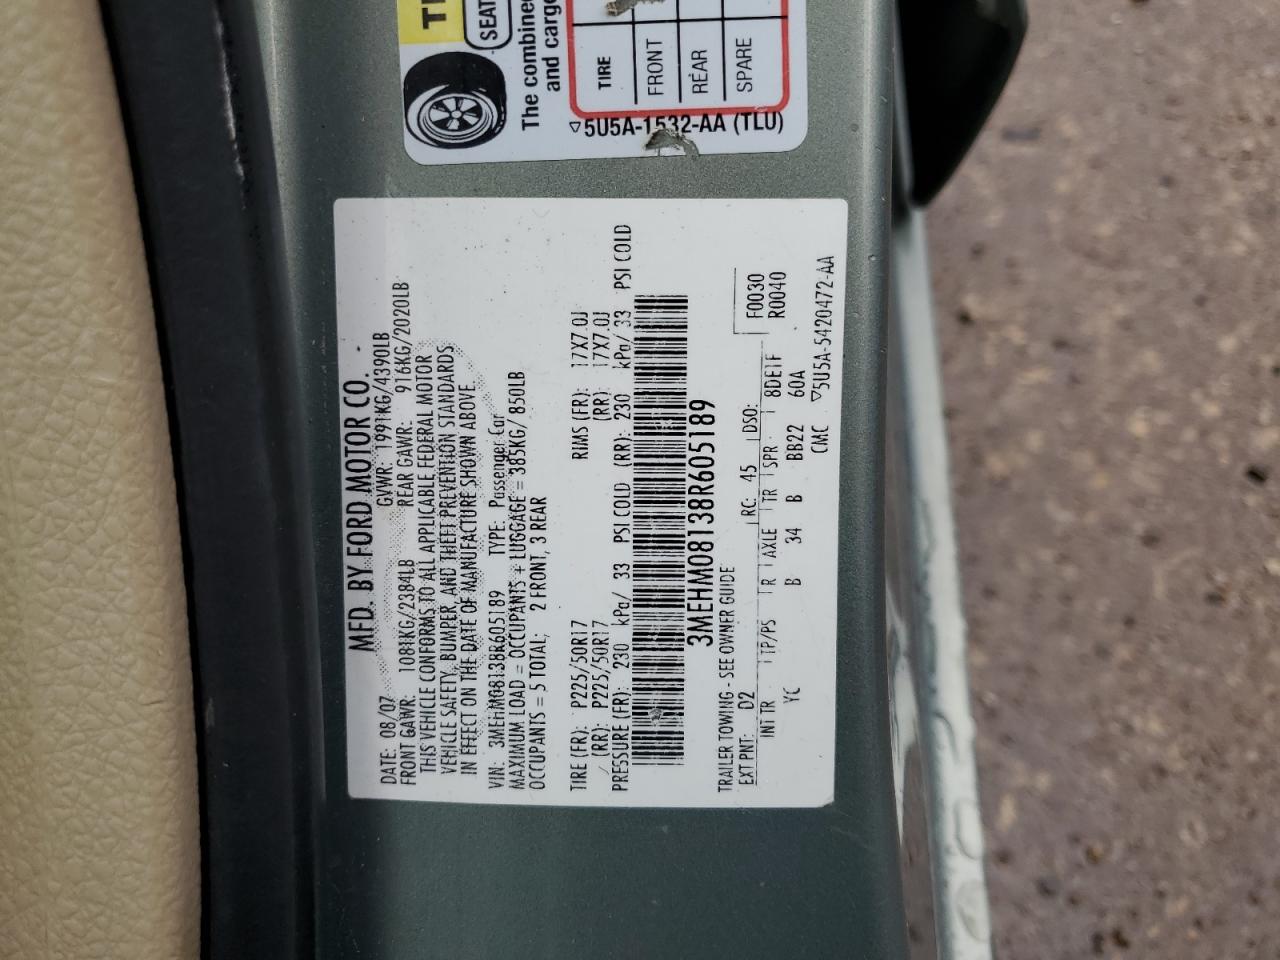 SEAT
The combined
and cargo
TIRE
FRONT
REAR
SPARE
▽5U5A-1532-AA (TLU)
MFD. BY FORD MOTOR CO.
DATE: 08/07 GVWR: 1991KG/4390LB
FRONT GAWR: 1081KG/2384LB REAR GAWR: 916KG/2020LB
THIS VEHICLE CONFORMS TO ALL APPLICABLE FEDERAL MOTOR
VEHICLE SAFETY, BUMPER, AND THEFT PREVENTION STANDARDS
IN EFFECT ON THE DATE OF MANUFACTURE SHOWN ABOVE
VIN: 3MEHM08138R605189 TYPE: Passenger Car
MAXIMUM LOAD = OCCUPANTS + LUGGAGE = 385KG/ 850LB
OCCUPANTS = 5 TOTAL; 2 FRONT, 3 REAR
TIRE (FR): P225/50R17 RIMS (FR): 17X7.0J
(RR): P225/50R17 (RR): 17X7.0J
PRESSURE (FR): 230 kPa/ 33 PSI COLD (RR): 230 kPa/ 33 PSI COLD
3MEHM08138R605189
TRAILER TOWING - SEE OWNER GUIDE
F0030
R0040
EXT PNT: D2 RC: 45 DSO:
INT TR TP/PS R AXLE TR SPR 8DE1F
YC B 34 B BB22 60A
CMC ▽5U5A-5420472-AA